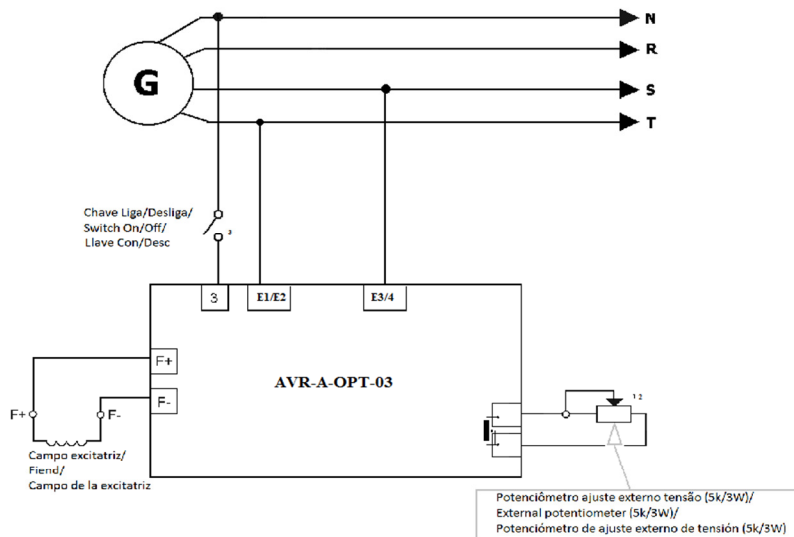 N
R
G
S
T
Chave Liga/Desliga/
Switch On/Off/
Llave Con/Desc
3
3
E1/E2
E3/4
F+
F-
AVR-A-OPT-03
1 2
F+
F-
Campo excitatriz/
Fiend/
Campo de la excitatriz
Potenciômetro ajuste externo tensão (5k/3W)/
External potentiometer (5k/3W)/
Potenciómetro de ajuste externo de tensión (5k/3W)